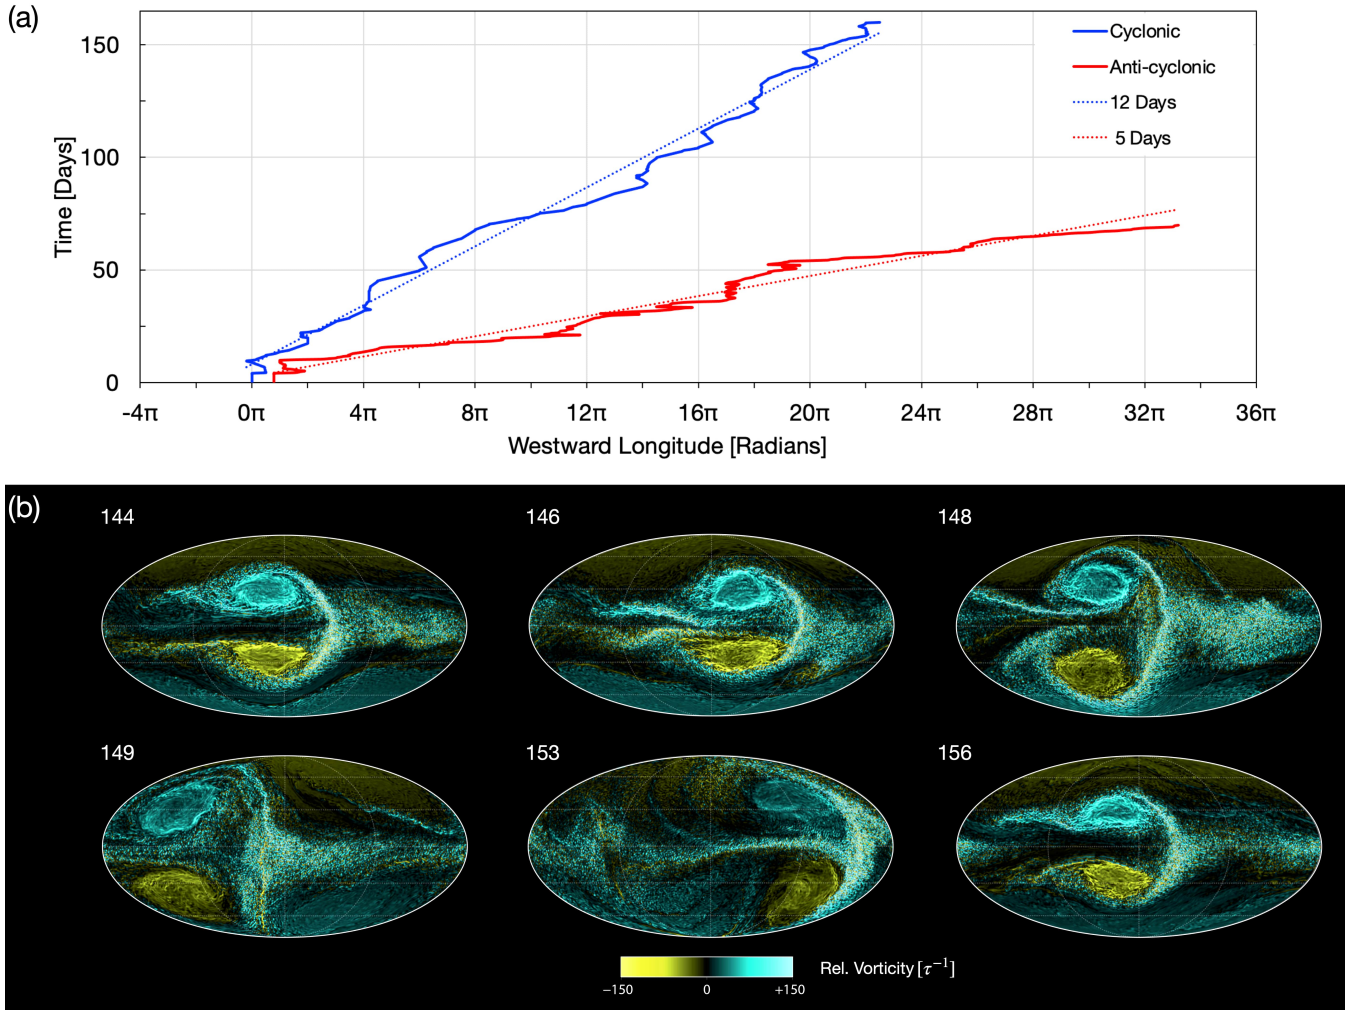 (a)
Time [Days]
150
100
50
0
-4π 0π 4π 8π 12π 16π 20π 24π 28π 32π 36π
Westward Longitude [Radians]
Cyclonic
Anti-cyclonic
12 Days
5 Days
(b)
144 146 148
149 153 156
Rel. Vorticity [τ⁻¹]
−150 0 +150